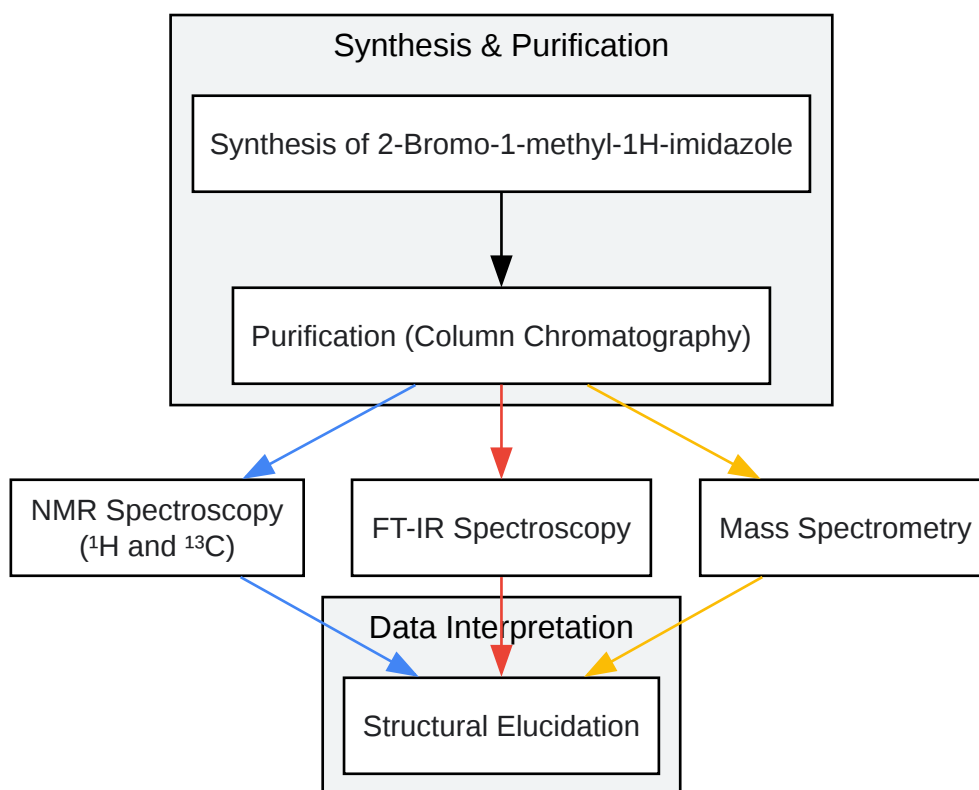 Synthesis & Purification
Synthesis of 2-Bromo-1-methyl-1H-imidazole
Purification (Column Chromatography)
NMR Spectroscopy
(¹H and ¹³C)
FT-IR Spectroscopy
Mass Spectrometry
Data Interpretation
Structural Elucidation